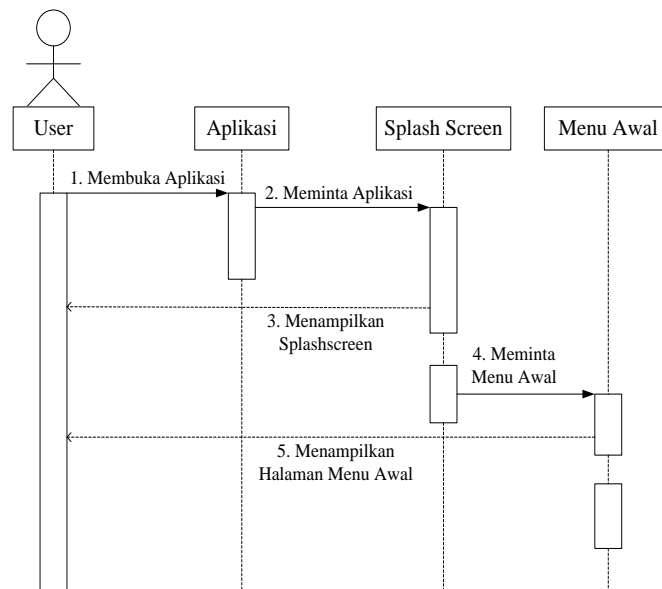 User
Aplikasi
Splash Screen
Menu Awal
1. Membuka Aplikasi
2. Meminta Aplikasi
3. Menampilkan
Splashscreen
4. Meminta
Menu Awal
5. Menampilkan
Halaman Menu Awal